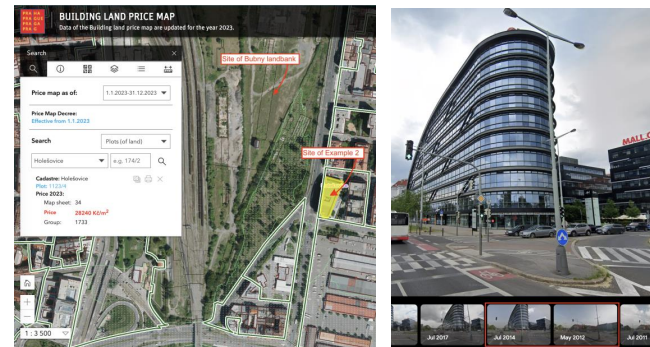 PRA HA
PRA GUE
PRA GA
PRA G
BUILDING LAND PRICE MAP
Data of the Building land price map are updated for the year 2023.
Search
Price map as of:
1.1.2023-31.12.2023
Price Map Decree:
Effective from 1.1.2023
Search
Plots (of land)
Holešovice
e.g. 174/2
Cadastre: Holešovice
Plot: 1123/4
Price 2023:
Map sheet: 34
Price 28240 Kč/m²
Group: 1733
1 : 3 500
Site of Bubny landbank
Site of Example 2
MALL.C
Jul 2017
Jul 2014
May 2012
Jul 2011